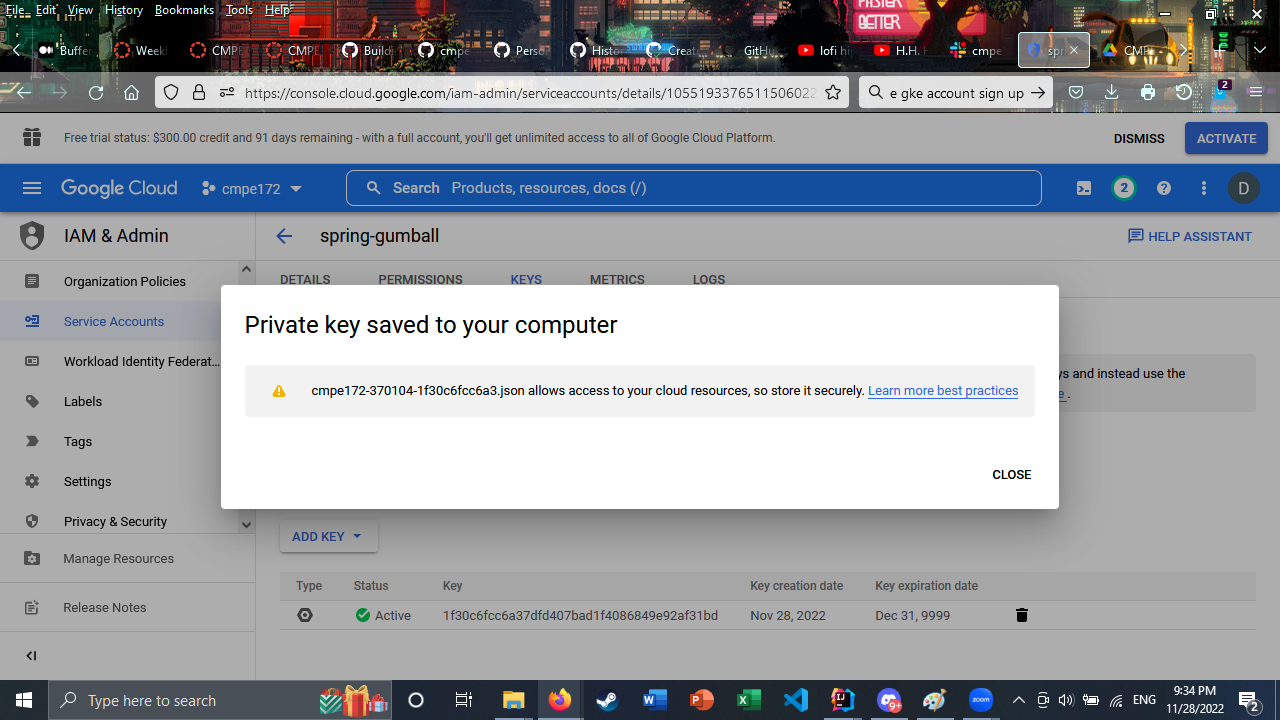 File Edit View History Bookmarks Tools Help
PASTER
BETTER
Buffer
Week
CMPE
CMPE
Build
cmpe
Perso
Histor
Creat
GitHu
lofi hi
H.H.
cmpe
spr
CMP
https://console.cloud.google.com/iam-admin/serviceaccounts/details/1055193376511506022
e gke account sign up
2
Free trial status: $300.00 credit and 91 days remaining - with a full account, you'll get unlimited access to all of Google Cloud Platform.
DISMISS
ACTIVATE
Google Cloud
cmpe172
Search Products, resources, docs (/)
2
D
IAM & Admin
spring-gumball
HELP ASSISTANT
Organization Policies
Service Accounts
Workload Identity Federat...
Labels
Tags
Settings
Privacy & Security
Manage Resources
Release Notes
DETAILS
PERMISSIONS
KEYS
METRICS
LOGS
ys and instead use the
e .
Private key saved to your computer
cmpe172-370104-1f30c6fcc6a3.json allows access to your cloud resources, so store it securely. Learn more best practices
CLOSE
ADD KEY
Type Status Key Key creation date Key expiration date
Active 1f30c6fcc6a37dfd407bad1f4086849e92af31bd Nov 28, 2022 Dec 31, 9999
Type here to search
9+
zoom
ENG
9:34 PM
11/28/2022
2